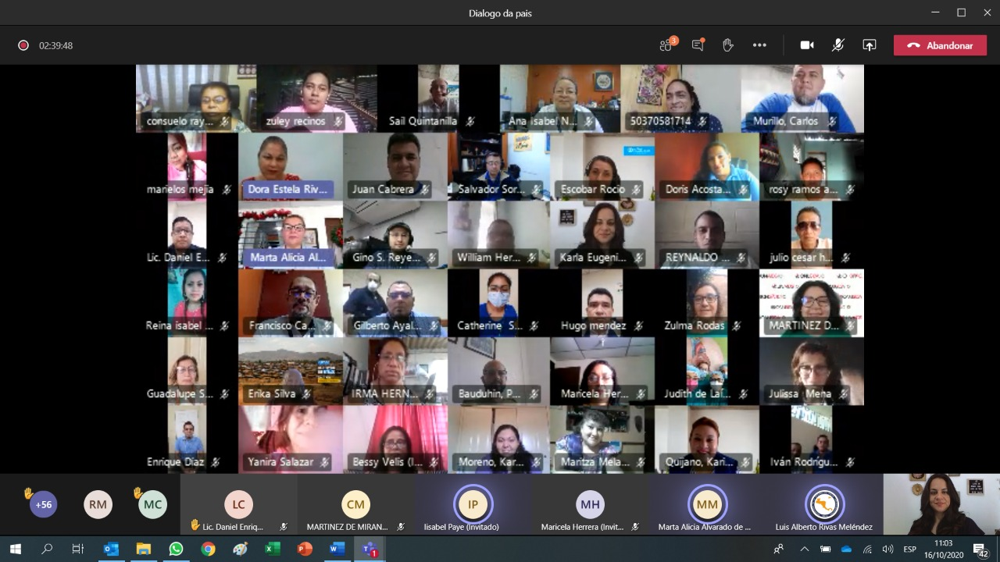 Dialogo da pais
02:39:48
3
Abandonar
consuelo ray...
zuley recinos
Sail Quintanilla
Ana Isabel N...
50370581714
Murillo, Carlos
marielos mejia
Dora Estela Riv...
Juan Cabrera
Salvador Sor...
Escobar Rocio
Doris Acosta...
rosy ramos a...
Lic. Daniel E...
Marta Alicia Al...
Gino S. Reye...
William Her...
Karla Eugeni...
REYNALDO ...
julio cesar h...
Reina isabel ...
Francisco Ca...
Gilberto Ayal...
Catherine S...
Hugo mendez
Zulma Rodas
MARTINEZ D...
Guadalupe S...
Erika Silva
IRMA HERN...
Bauduhin, P...
Maricela Her...
Judith de Laí...
Julissa Mena
Enrique Díaz
Yanira Salazar
Bessy Velis (I...
Moreno, Kar...
Maritza Mela...
Quijano, Kari...
Iván Rodrigu...
+56
RM
MC
LC
Lic. Daniel Enriq...
CM
MARTINEZ DE MIRAN...
IP
Iisabel Paye (Invitado)
MH
Maricela Herrera (Invit...
MM
Marta Alicia Alvarado de ...
Luis Alberto Rivas Meléndez
1
ESP
11:03
16/10/2020
42